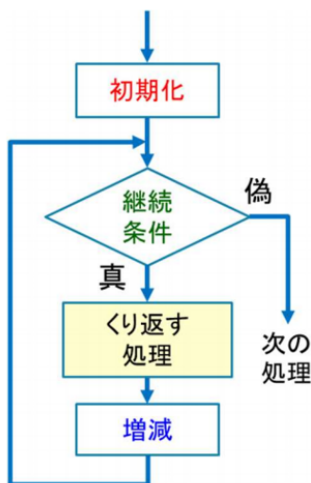 初期化
継続
条件
偽
真
くり返す
処理
次の
処理
増減